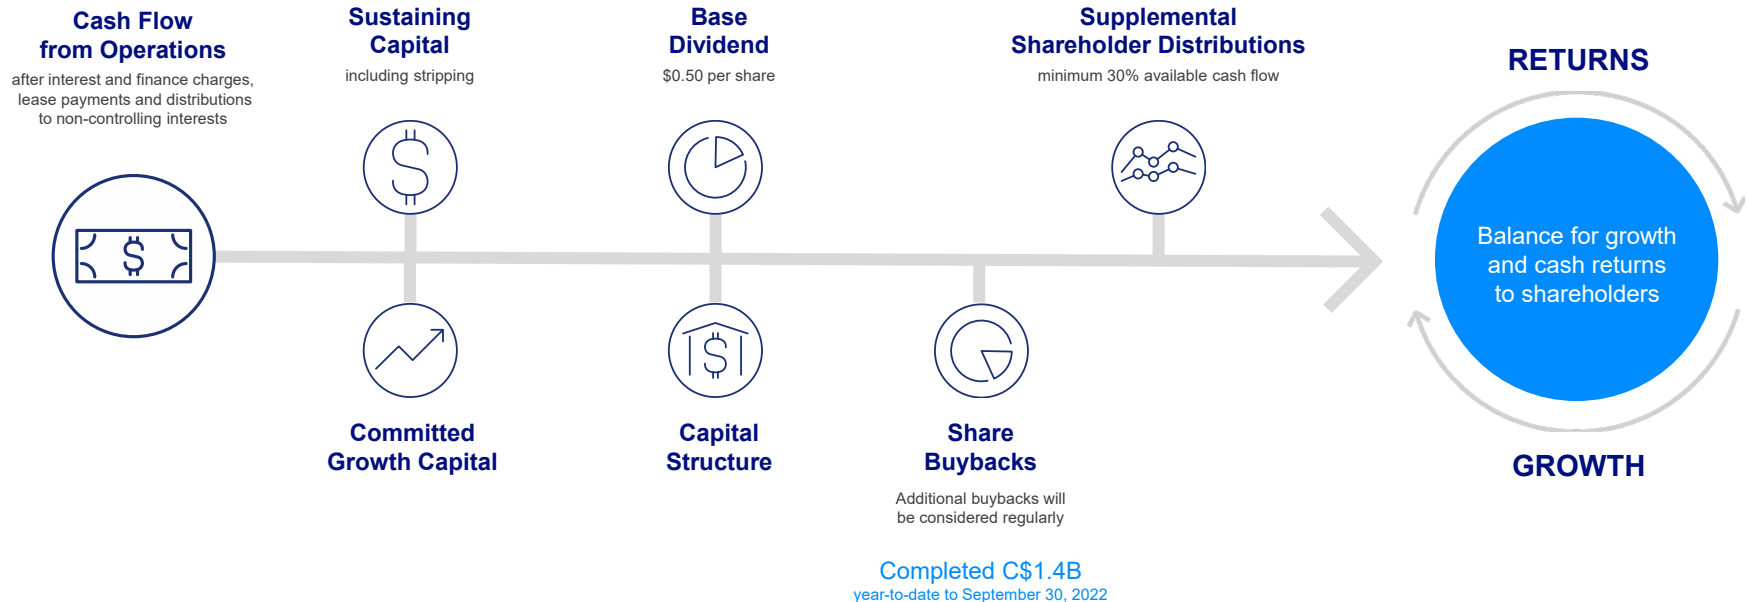 Cash Flow
from Operations
after interest and finance charges,
lease payments and distributions
to non-controlling interests
Sustaining
Capital
including stripping
Base
Dividend
$0.50 per share
Supplemental
Shareholder Distributions
minimum 30% available cash flow
RETURNS
Balance for growth
and cash returns
to shareholders
GROWTH
Committed
Growth Capital
Capital
Structure
Share
Buybacks
Additional buybacks will
be considered regularly
Completed C$1.4B
year-to-date to September 30, 2022